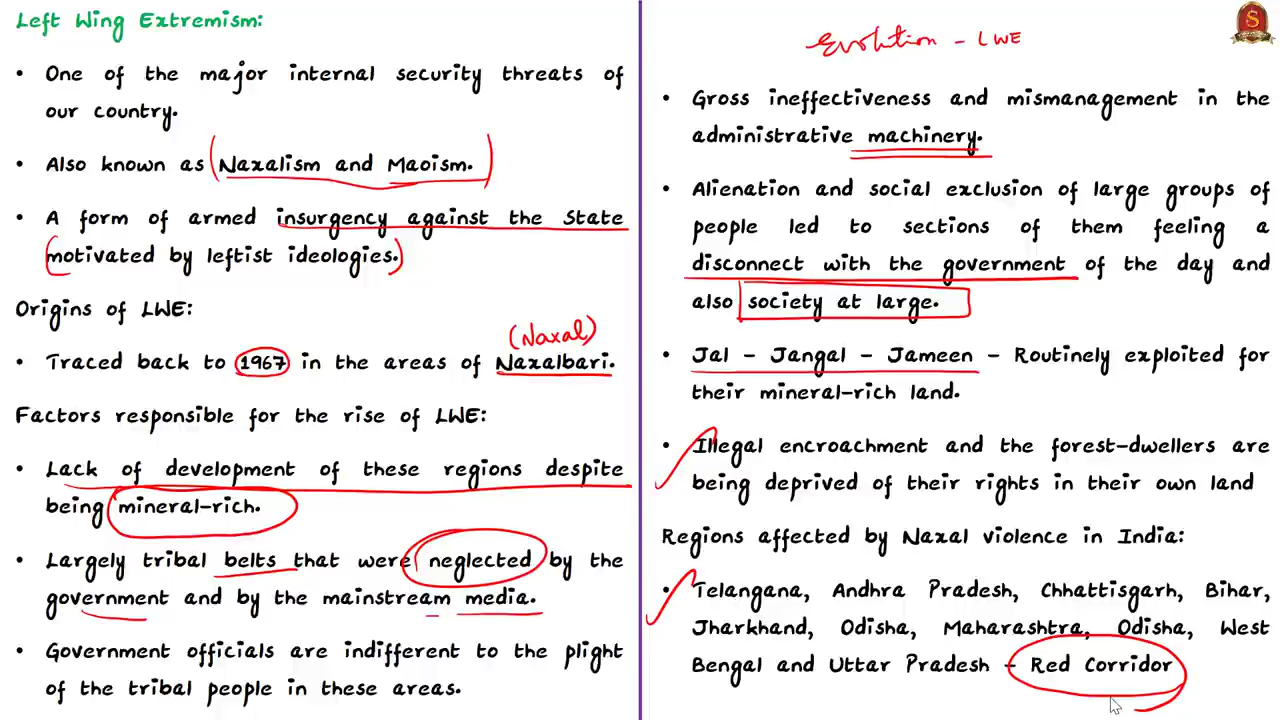 Left Wing Extremism:
• One of the major internal security threats of
our country.
• Also known as Naxalism and Maoism.
• A form of armed insurgency against the State
motivated by leftist ideologies.
Origins of LWE:
(Naxal)
• Traced back to 1967 in the areas of Naxalbari.
Factors responsible for the rise of LWE:
• Lack of development of these regions despite
being mineral-rich.
• Largely tribal belts that were neglected by the
government and by the mainstream media.
• Government officials are indifferent to the plight
of the tribal people in these areas.
Evolution - LWE
• Gross ineffectiveness and mismanagement in the
administrative machinery.
• Alienation and social exclusion of large groups of
people led to sections of them feeling a
disconnect with the government of the day and
also society at large.
• Jal - Jangal - Jameen - Routinely exploited for
their mineral-rich land.
• Illegal encroachment and the forest-dwellers are
being deprived of their rights in their own land
Regions affected by Naxal violence in India:
• Telangana, Andhra Pradesh, Chhattisgarh, Bihar,
Jharkhand, Odisha, Maharashtra, Odisha, West
Bengal and Uttar Pradesh - Red Corridor
S